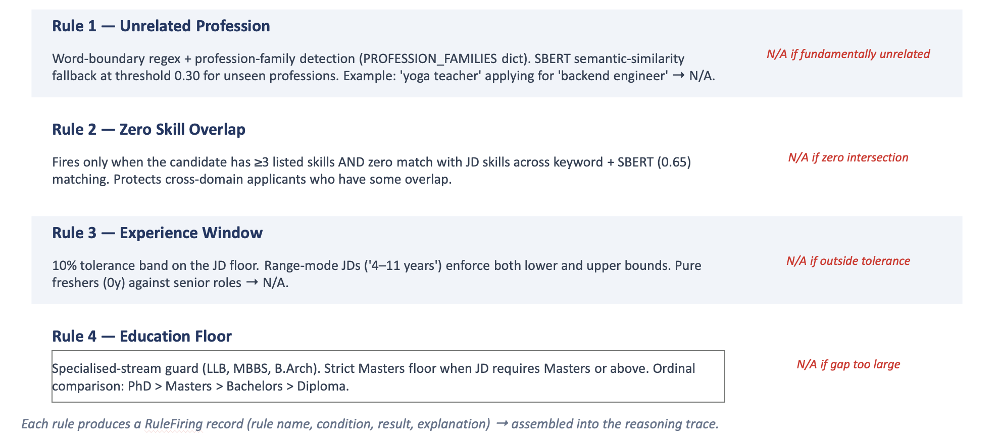 Rule 1 — Unrelated Profession
Word-boundary regex + profession-family detection (PROFESSION_FAMILIES dict). SBERT semantic-similarity
fallback at threshold 0.30 for unseen professions. Example: 'yoga teacher' applying for 'backend engineer' → N/A.
N/A if fundamentally unrelated
Rule 2 — Zero Skill Overlap
Fires only when the candidate has ≥3 listed skills AND zero match with JD skills across keyword + SBERT (0.65)
matching. Protects cross-domain applicants who have some overlap.
N/A if zero intersection
Rule 3 — Experience Window
10% tolerance band on the JD floor. Range-mode JDs ('4–11 years') enforce both lower and upper bounds. Pure
freshers (0y) against senior roles → N/A.
N/A if outside tolerance
Rule 4 — Education Floor
Specialised-stream guard (LLB, MBBS, B.Arch). Strict Masters floor when JD requires Masters or above. Ordinal
comparison: PhD > Masters > Bachelors > Diploma.
N/A if gap too large
Each rule produces a RuleFiring record (rule name, condition, result, explanation) → assembled into the reasoning trace.